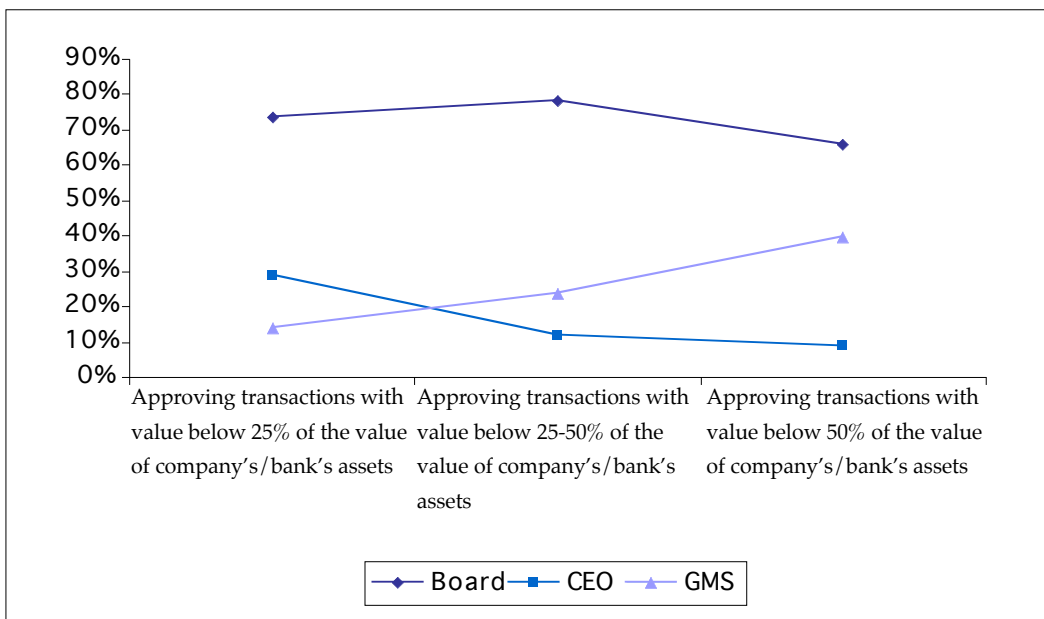 90%
80%
70%
60%
50%
40%
30%
20%
10%
0%
Approving transactions with
value below 25% of the value
of company's/bank's assets
Approving transactions with
value below 25-50% of the
value of company's/bank's
assets
Approving transactions with
value below 50% of the value
of company's/bank's assets
Board CEO GMS